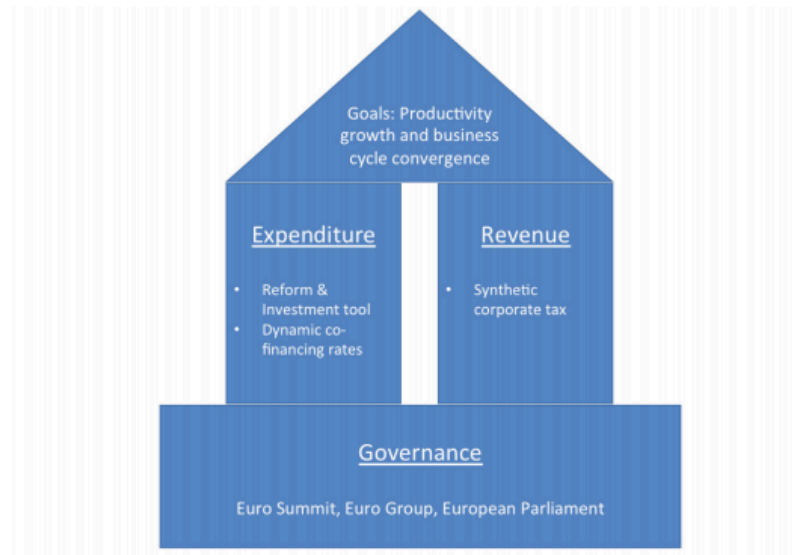 Goals: Productivity
growth and business
cycle convergence
Expenditure
• Reform &
Investment tool
• Dynamic co-
financing rates
Revenue
• Synthetic
corporate tax
Governance
Euro Summit, Euro Group, European Parliament